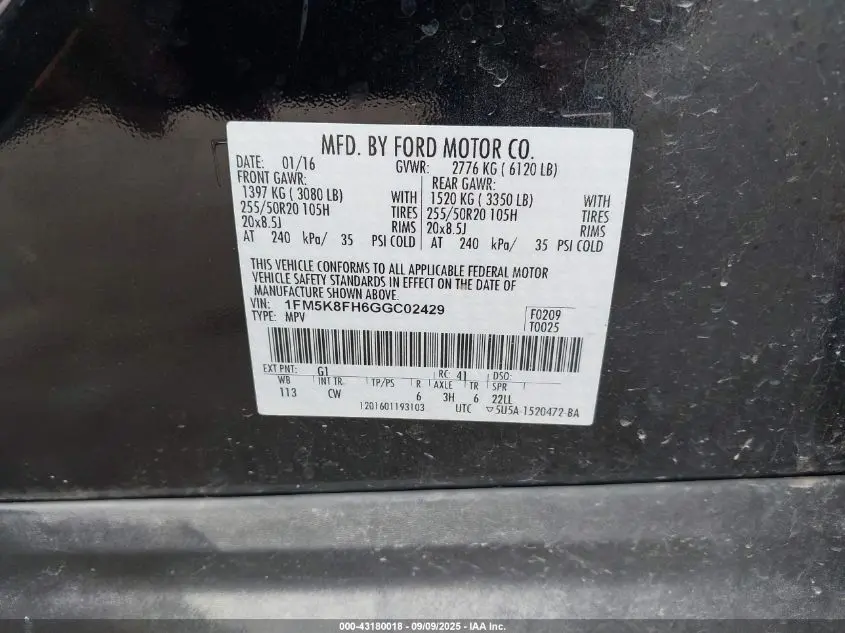 MFD. BY FORD MOTOR CO.
DATE: 01/16 GVWR: 2776 KG ( 6120 LB)
FRONT GAWR: REAR GAWR:
1397 KG ( 3080 LB) WITH 1520 KG ( 3350 LB) WITH
255/50R20 105H TIRES 255/50R20 105H TIRES
20x8.5J RIMS 20x8.5J RIMS
AT 240 kPa/ 35 PSI COLD AT 240 kPa/ 35 PSI COLD
THIS VEHICLE CONFORMS TO ALL APPLICABLE FEDERAL MOTOR
VEHICLE SAFETY STANDARDS IN EFFECT ON THE DATE OF
MANUFACTURE SHOWN ABOVE.
VIN: 1FM5K8FH6GGC02429 F0209
TYPE: MPV T0025
EXT PNT: G1 RC: 41 DSO:
WB INT TR TP/PS R AXLE TR SPR
113 CW 6 3H 6 22LL
1201601193103 UTC ▽5U5A-1520472-BA
000-43180018 - 09/09/2025 - IAA Inc.